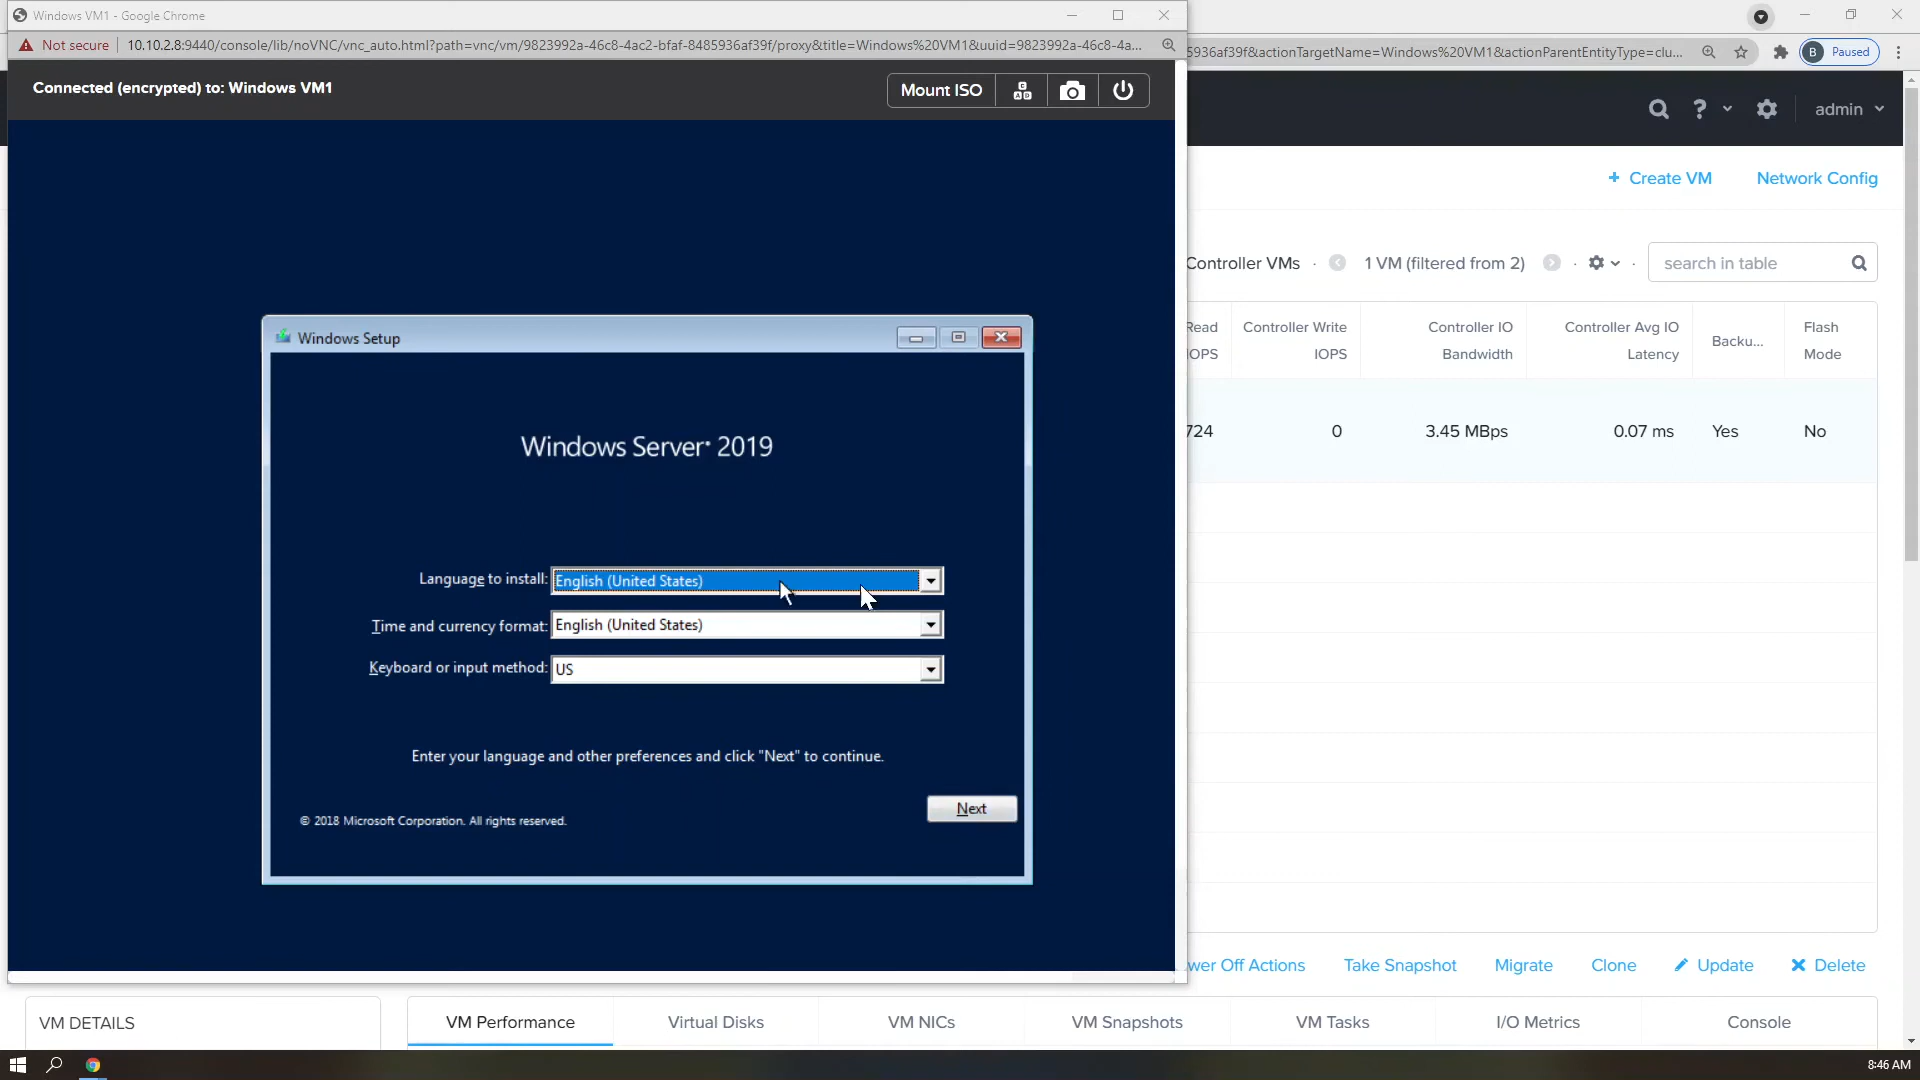 Windows VM1 - Google Chrome
Not secure
10.10.2.8:9440/console/lib/noVNC/vnc_auto.html?path=vnc/vm/9823992a-46c8-4ac2-bfaf-8485936af39f/proxy&title=Windows%20VM1&uuid=9823992a-46c8-4a...
5936af39f&actionTargetName=Windows%20VM1&actionParentEntityType=clu...
B Paused
Connected (encrypted) to: Windows VM1
Mount ISO
? admin
+ Create VM
Network Config
Controller VMs · 1 VM (filtered from 2) · · search in table
Read IOPS
Controller Write IOPS
Controller IO Bandwidth
Controller Avg IO Latency
Backu...
Flash Mode
724 0 3.45 MBps 0.07 ms Yes No
Windows Setup
Windows Server 2019
Language to install: English (United States)
Time and currency format: English (United States)
Keyboard or input method: US
Enter your language and other preferences and click "Next" to continue.
Next
© 2018 Microsoft Corporation. All rights reserved.
wer Off Actions
Take Snapshot
Migrate
Clone
Update
Delete
VM DETAILS
VM Performance
Virtual Disks
VM NICs
VM Snapshots
VM Tasks
I/O Metrics
Console
8:46 AM